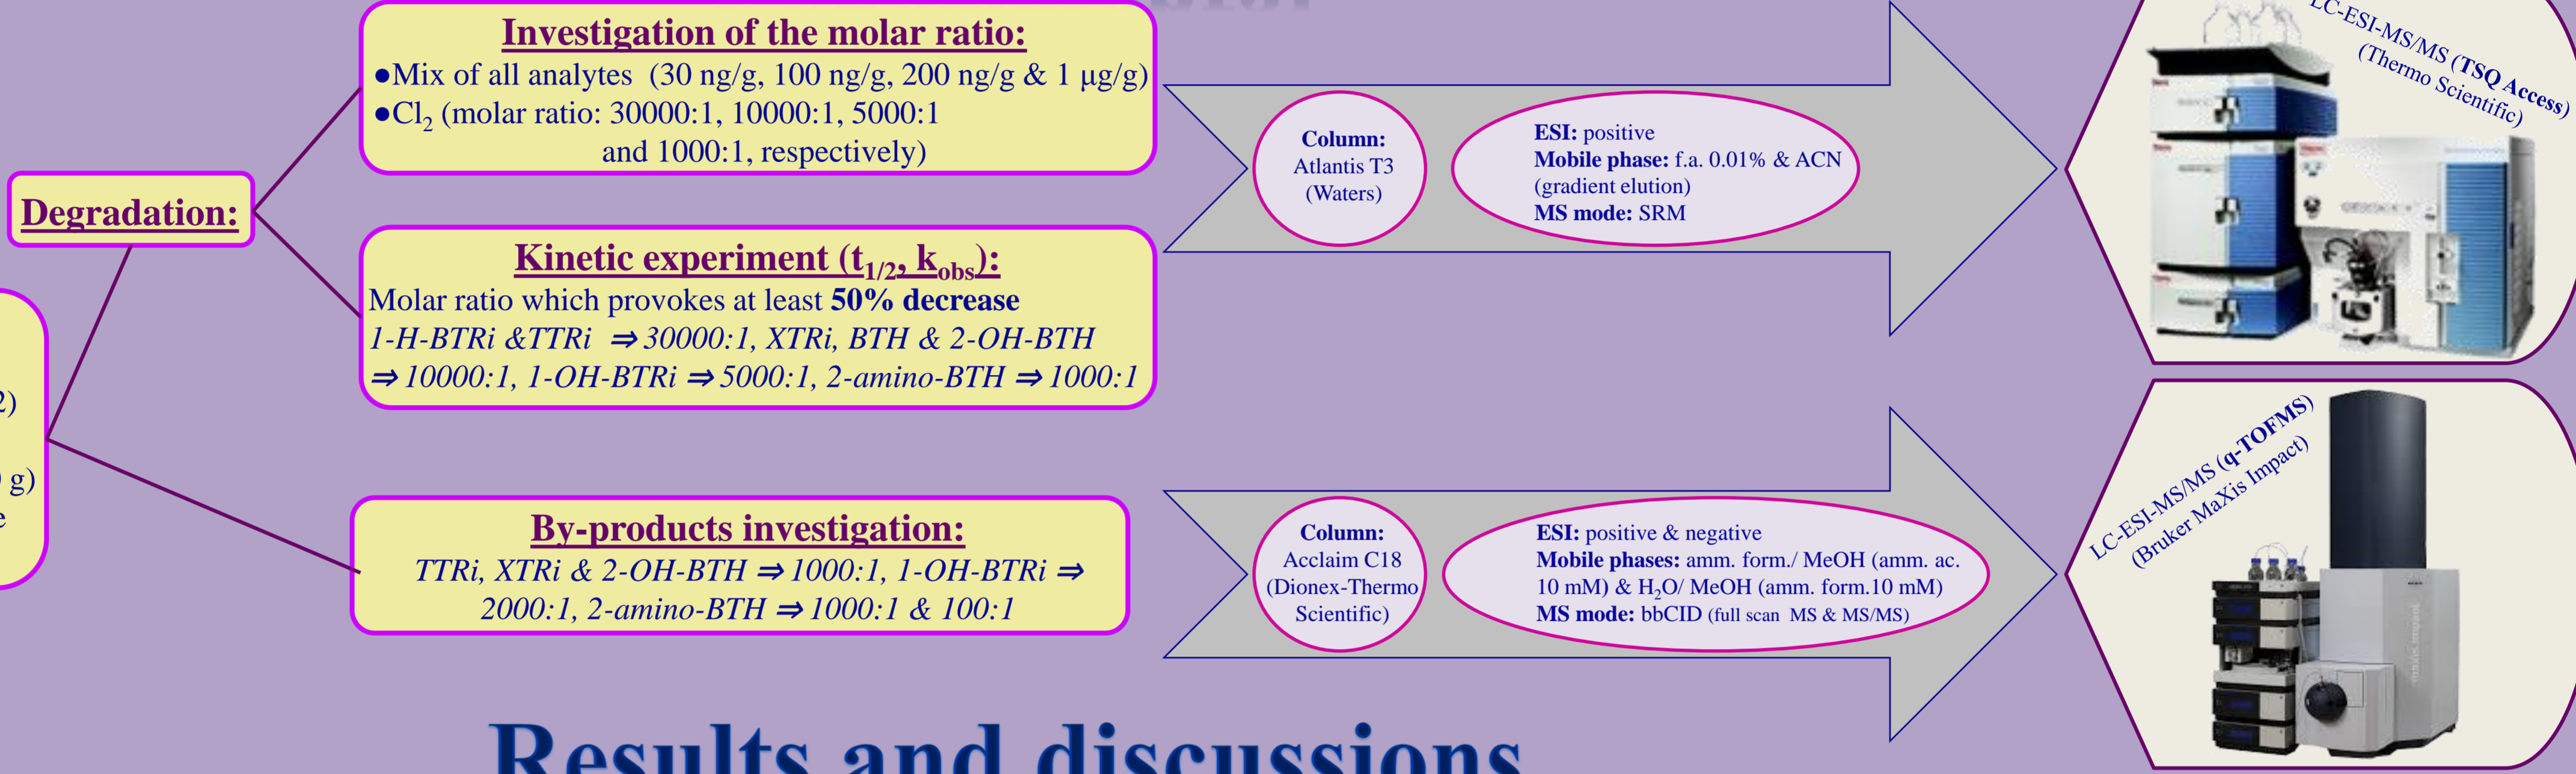 Investigation of the molar ratio:
●Mix of all analytes (30 ng/g, 100 ng/g, 200 ng/g & 1 μg/g)
●Cl2 (molar ratio: 30000:1, 10000:1, 5000:1
and 1000:1, respectively)
Degradation:
Kinetic experiment (t1/2, kobs):
Molar ratio which provokes at least 50% decrease
1-H-BTRi &TTRi ⇒ 30000:1, XTRi, BTH & 2-OH-BTH
⇒ 10000:1, 1-OH-BTRi ⇒ 5000:1, 2-amino-BTH ⇒ 1000:1
2)
g)
e
By-products investigation:
TTRi, XTRi & 2-OH-BTH ⇒ 1000:1, 1-OH-BTRi ⇒
2000:1, 2-amino-BTH ⇒ 1000:1 & 100:1
Column:
Atlantis T3
(Waters)
ESI: positive
Mobile phase: f.a. 0.01% & ACN
(gradient elution)
MS mode: SRM
LC-ESI-MS/MS (TSQ Access)
(Thermo Scientific)
Column:
Acclaim C18
(Dionex-Thermo
Scientific)
ESI: positive & negative
Mobile phases: amm. form./ MeOH (amm. ac.
10 mM) & H2O/ MeOH (amm. form.10 mM)
MS mode: bbCID (full scan MS & MS/MS)
LC-ESI-MS/MS (q-TOFMS)
(Bruker MaXis Impact)
Results and discussions